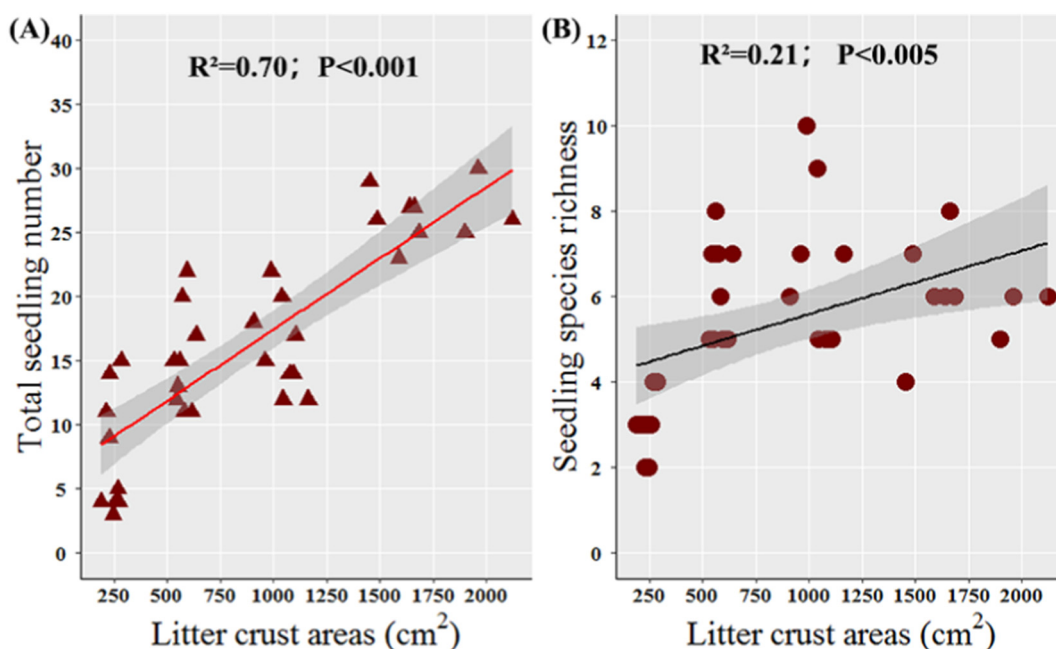 (A)
R²=0.70; P<0.001
Total seedling number
40
35
30
25
20
15
10
5
0
250 500 750 1000 1250 1500 1750 2000
Litter crust areas (cm²)
(B)
R²=0.21; P<0.005
Seedling species richness
12
10
8
6
4
2
0
250 500 750 1000 1250 1500 1750 2000
Litter crust areas (cm²)